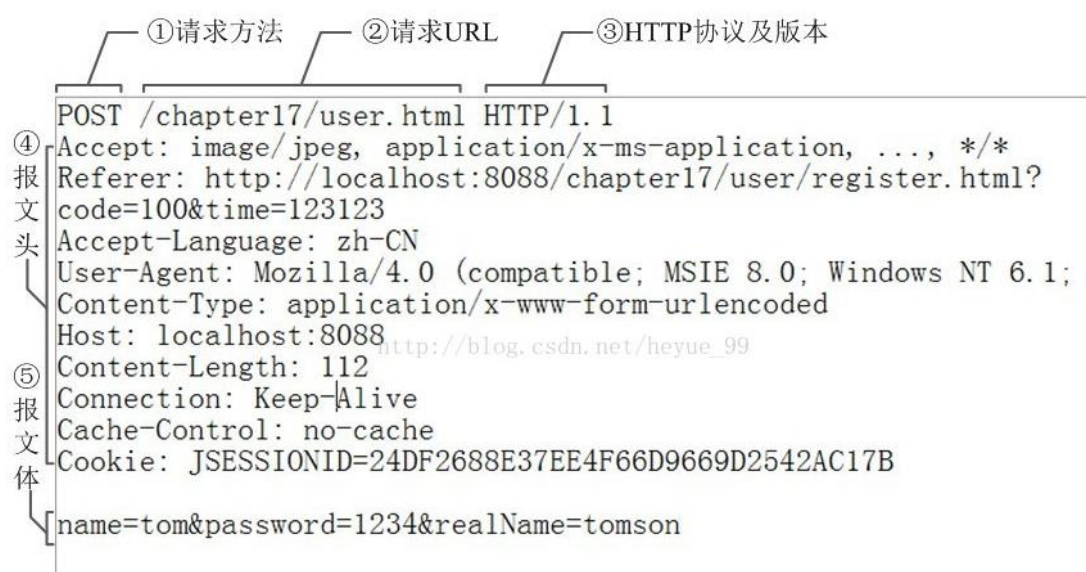 ①请求方法 ②请求URL ③HTTP协议及版本
POST /chapter17/user.html HTTP/1.1
④报文头
Accept: image/jpeg, application/x-ms-application, ..., */*
Referer: http://localhost:8088/chapter17/user/register.html?
code=100&time=123123
Accept-Language: zh-CN
User-Agent: Mozilla/4.0 (compatible; MSIE 8.0; Windows NT 6.1;
Content-Type: application/x-www-form-urlencoded
Host: localhost:8088
http://blog.csdn.net/heyue_99
Content-Length: 112
Connection: Keep-Alive
Cache-Control: no-cache
Cookie: JSESSIONID=24DF2688E37EE4F66D9669D2542AC17B
⑤报文体
name=tom&password=1234&realName=tomson